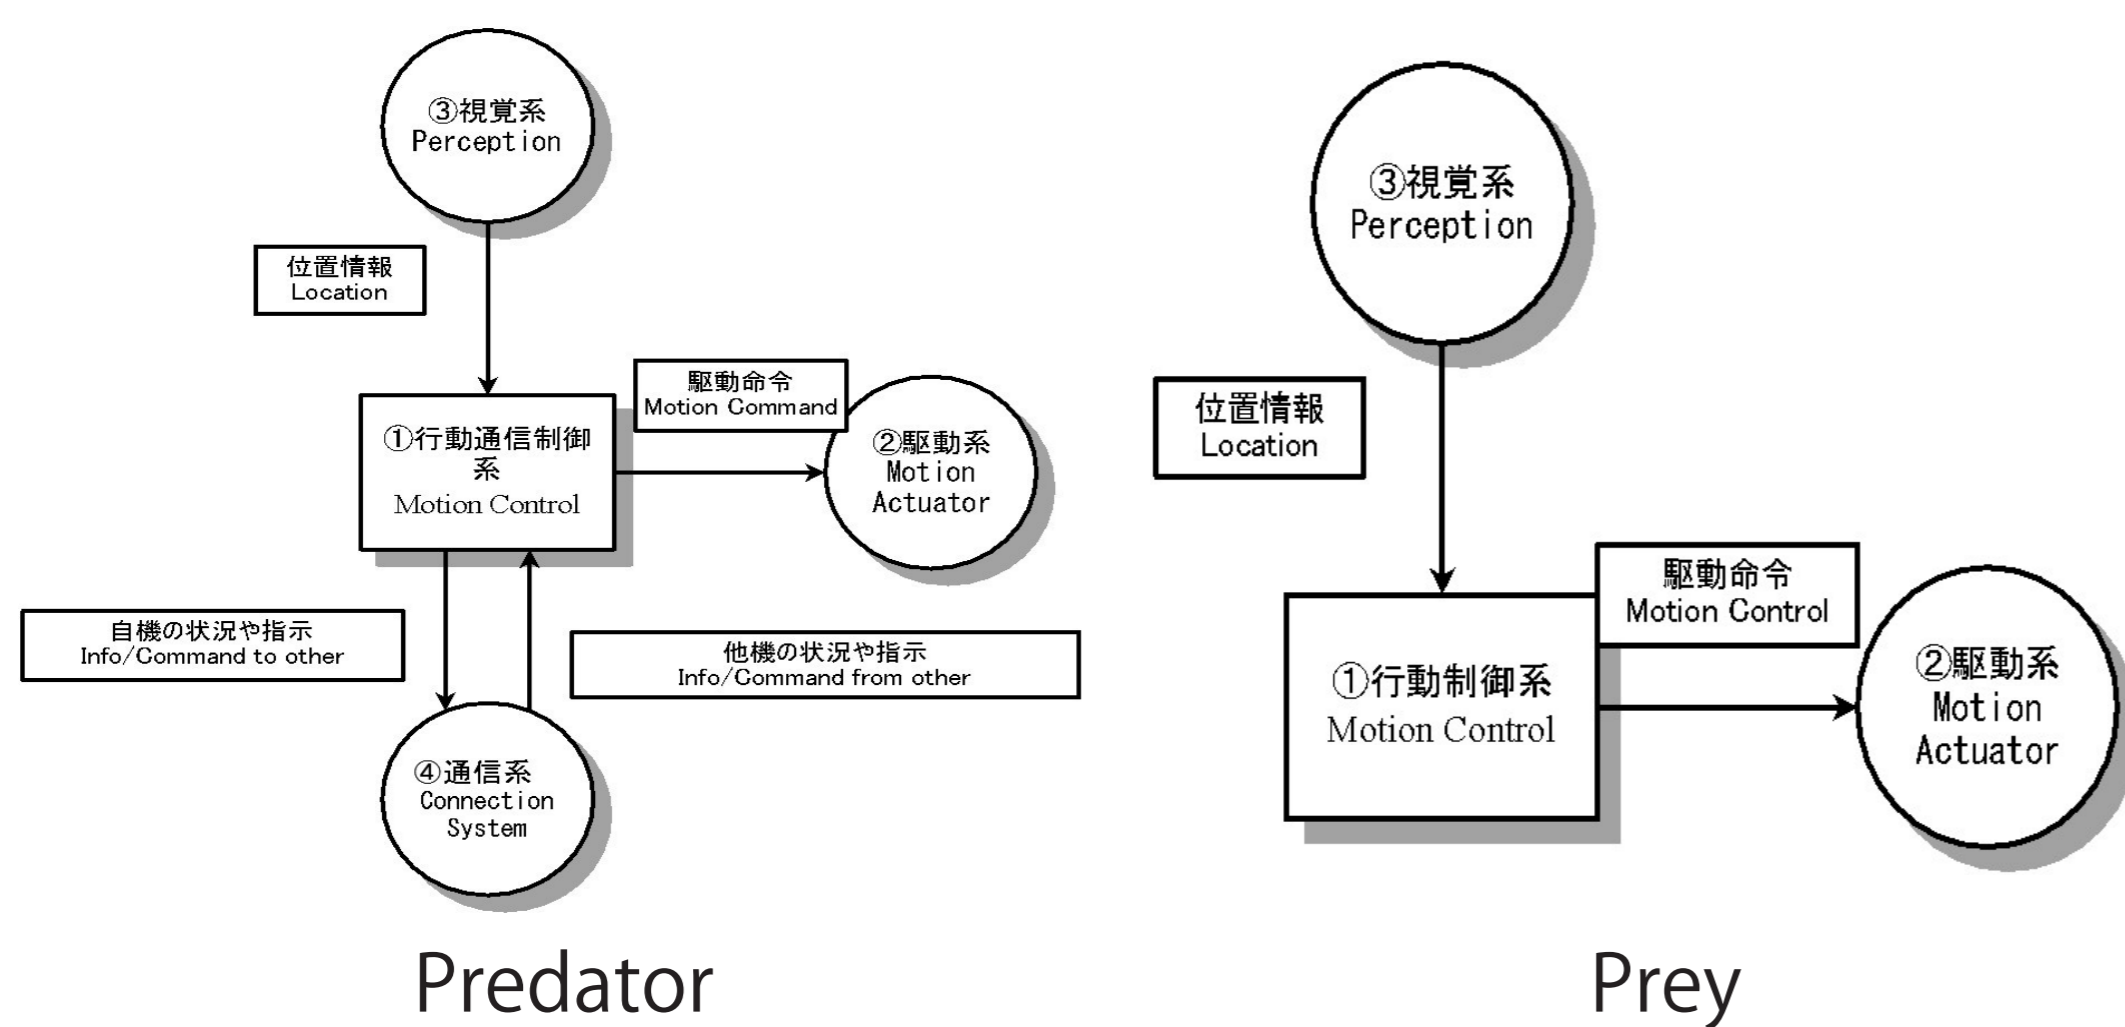 ③視覚系
Perception
位置情報
Location
駆動命令
Motion Command
①行動通信制御
系
Motion Control
②駆動系
Motion
Actuator
自機の状況や指示
Info/Command to other
他機の状況や指示
Info/Command from other
④通信系
Connection
System
Predator
③視覚系
Perception
位置情報
Location
駆動命令
Motion Control
①行動制御系
Motion Control
②駆動系
Motion
Actuator
Prey